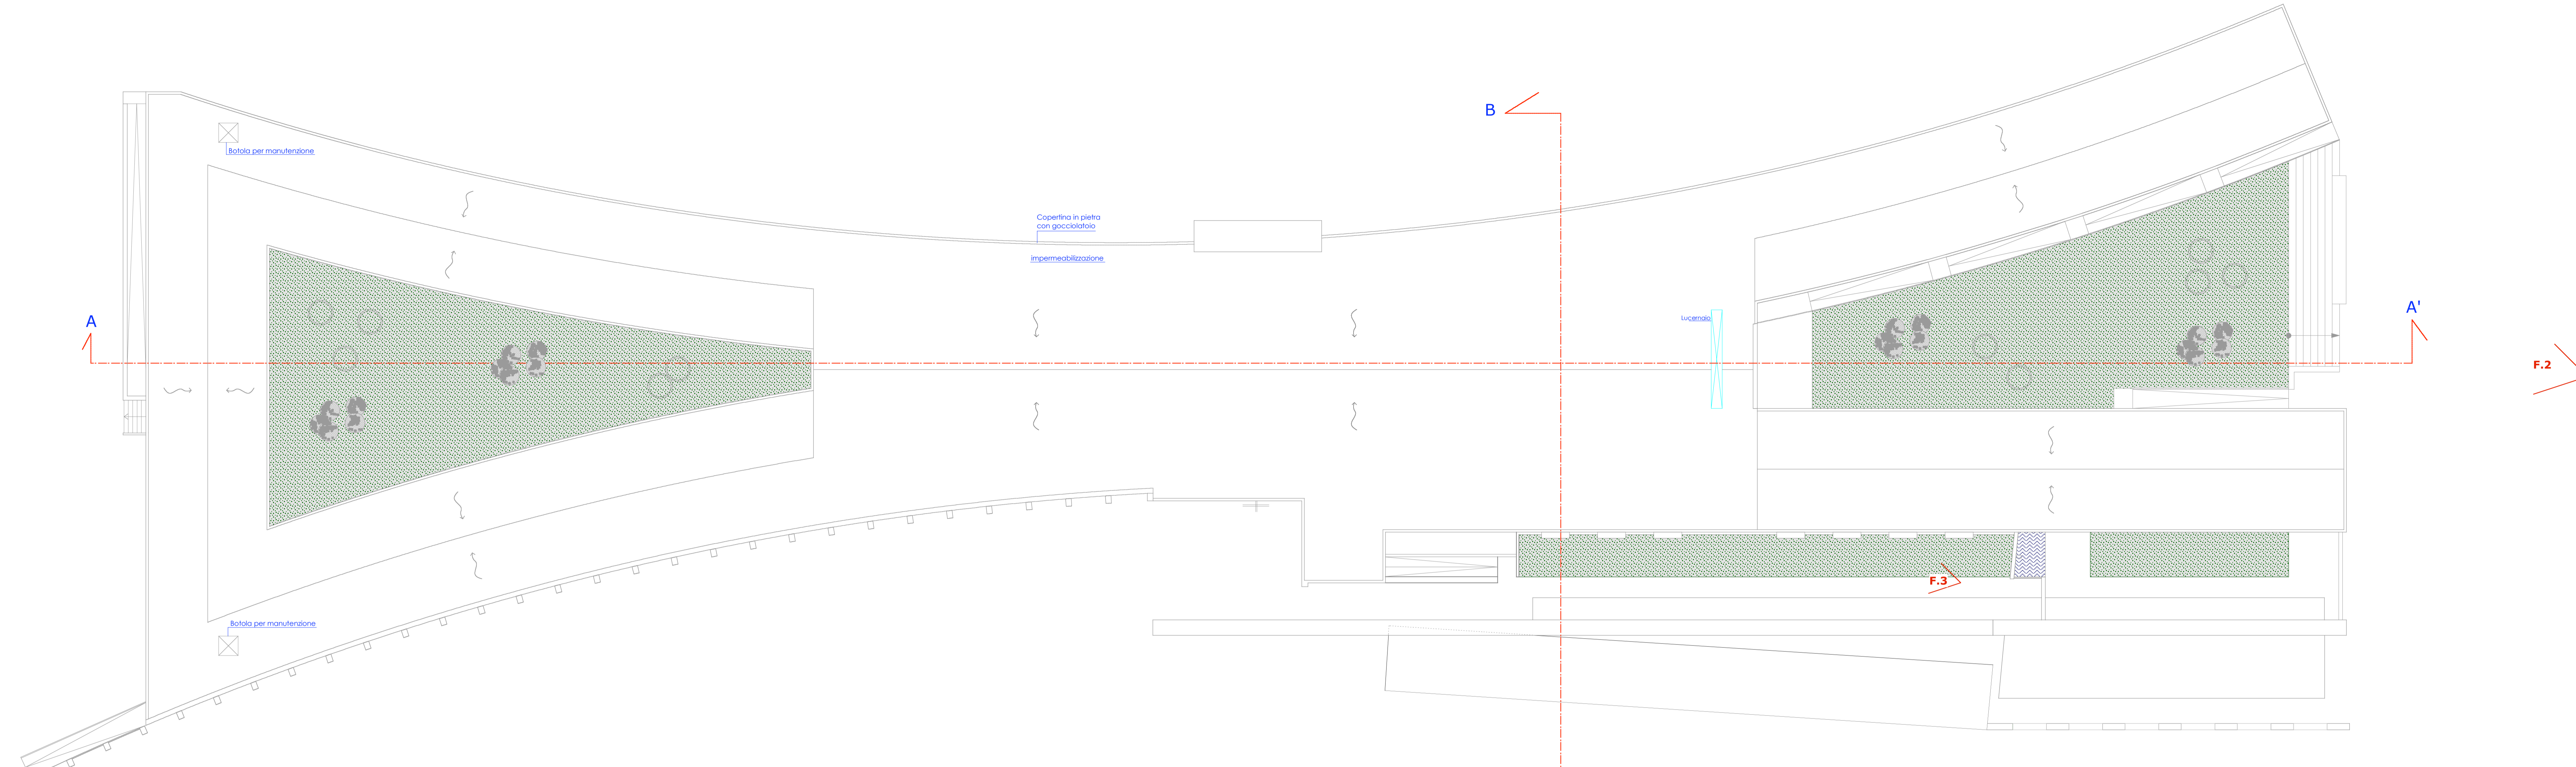 B
Botola per manutenzione
Copertina in pietra
con gocciolatoio
impermeabilizzazione
A
Lucernaio
A'
F.2
F.3
Botola per manutenzione